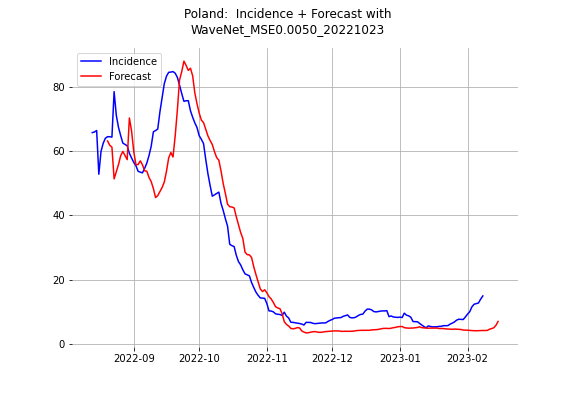 Poland:  Incidence + Forecast with
WaveNet_MSE0.0050_20221023
Incidence
Forecast
80
60
40
20
0
2022-09
2022-10
2022-11
2022-12
2023-01
2023-02